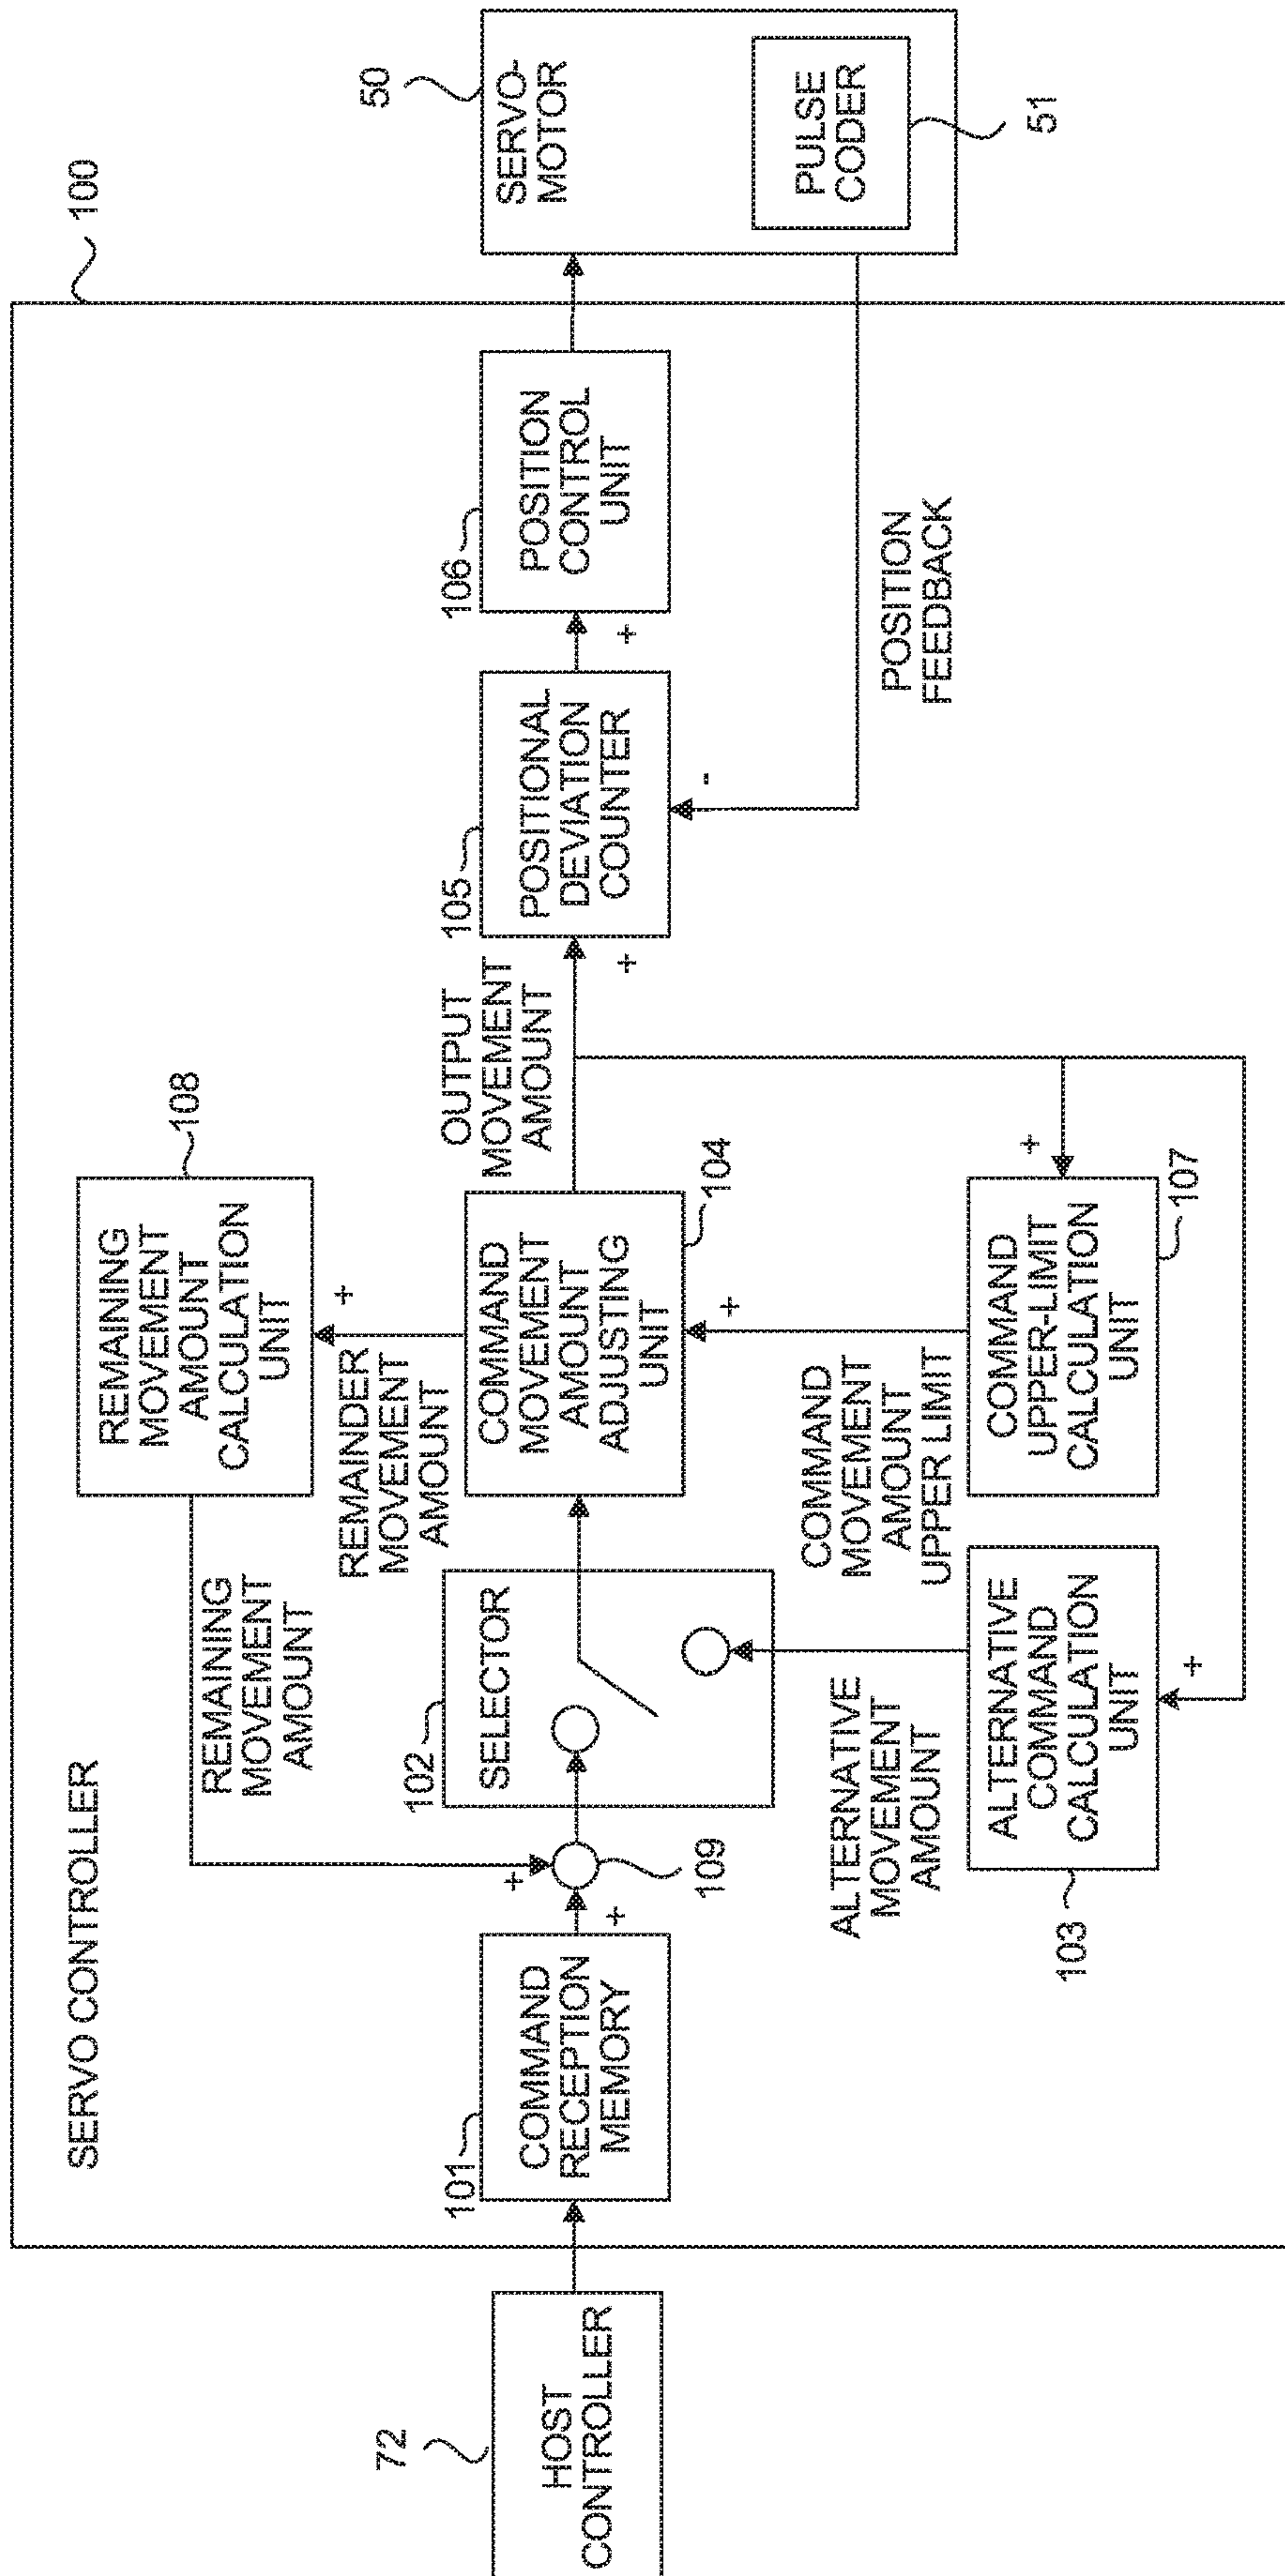 SERVO CONTROLLER
100
72
HOST
CONTROLLER
101
COMMAND
RECEPTION
MEMORY
+
+
109
REMAINING
MOVEMENT
AMOUNT
102
SELECTOR
ALTERNATIVE
MOVEMENT
AMOUNT
103
ALTERNATIVE
COMMAND
CALCULATION
UNIT
+
REMAINING
MOVEMENT
AMOUNT
CALCULATION
UNIT
108
+
REMAINDER
MOVEMENT
AMOUNT
COMMAND
MOVEMENT
AMOUNT
ADJUSTING
UNIT
104
+
COMMAND
MOVEMENT
AMOUNT
UPPER LIMIT
COMMAND
UPPER-LIMIT
CALCULATION
UNIT
107
+
OUTPUT
MOVEMENT
AMOUNT
+
105
POSITIONAL
DEVIATION
COUNTER
-
+
106
POSITION
CONTROL
UNIT
POSITION
FEEDBACK
50
SERVO-
MOTOR
PULSE
CODER
51